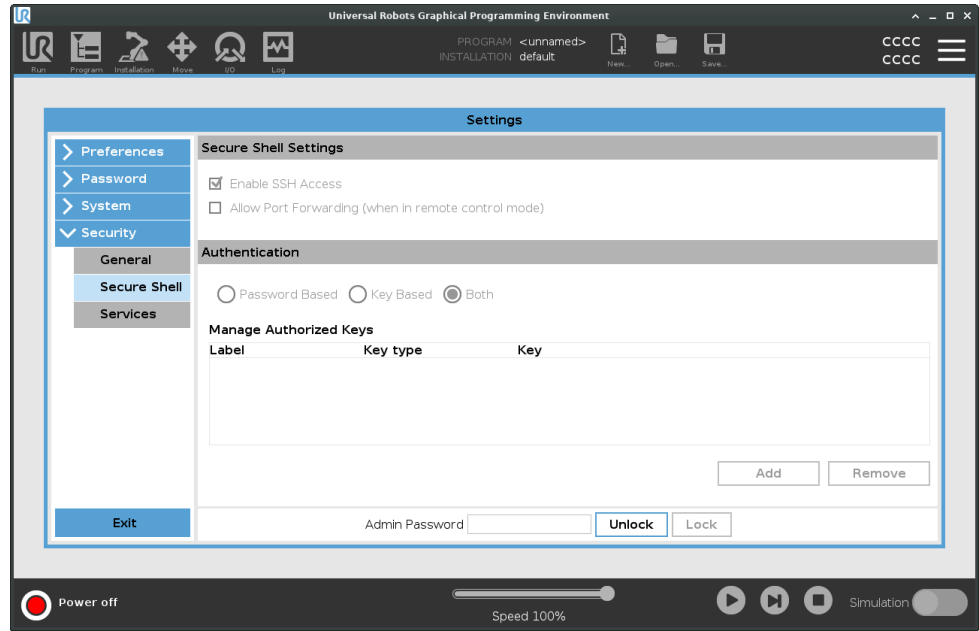 Universal Robots Graphical Programming Environment
UR
Run
Program
Installation
Move
I/O
Log
PROGRAM <unnamed>
INSTALLATION default
New...
Open...
Save...
CCCC
CCCC
Settings
Preferences
Password
System
Security
General
Secure Shell
Services
Exit
Secure Shell Settings
Enable SSH Access
Allow Port Forwarding (when in remote control mode)
Authentication
Password Based Key Based Both
Manage Authorized Keys
Label Key type Key
Add Remove
Admin Password Unlock Lock
Power off
Speed 100%
Simulation